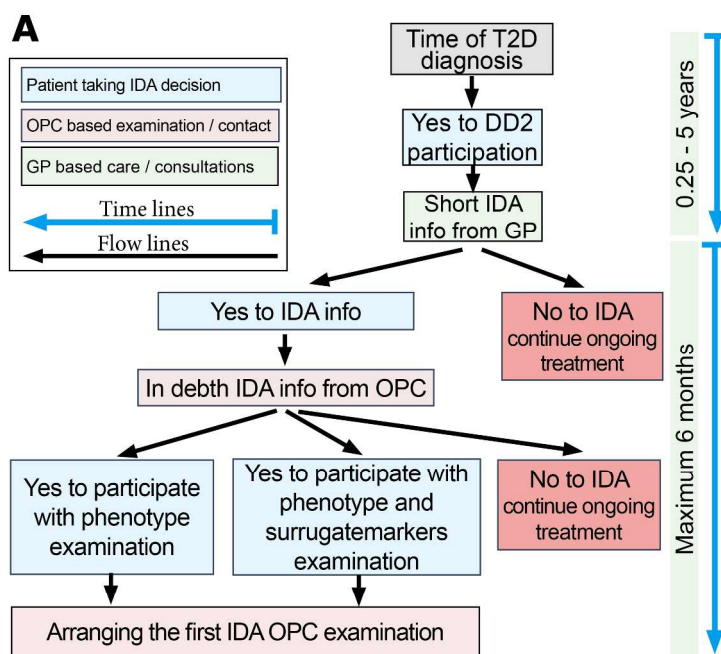 A
Patient taking IDA decision
OPC based examination / contact
GP based care / consultations
Time lines
Flow lines
Time of T2D
diagnosis
Yes to DD2
participation
Short IDA
info from GP
0.25 - 5 years
Yes to IDA info
No to IDA
continue ongoing
treatment
In debth IDA info from OPC
Yes to participate
with phenotype
examination
Yes to participate with
phenotype and
surrugatemarkers
examination
No to IDA
continue ongoing
treatment
Maximum 6 months
Arranging the first IDA OPC examination